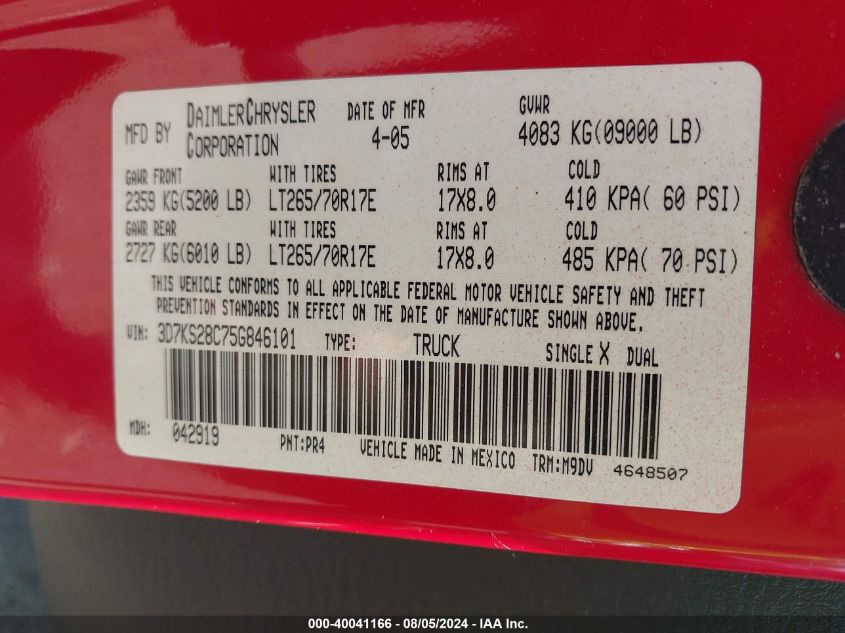 MFD BY DAIMLERCHRYSLER CORPORATION DATE OF MFR 4-05 GVWR 4083 KG(09000 LB)
GAWR FRONT WITH TIRES RIMS AT COLD
2359 KG(5200 LB) LT265/70R17E 17X8.0 410 KPA( 60 PSI)
GAWR REAR WITH TIRES RIMS AT COLD
2727 KG(6010 LB) LT265/70R17E 17X8.0 485 KPA( 70 PSI)
THIS VEHICLE CONFORMS TO ALL APPLICABLE FEDERAL MOTOR VEHICLE SAFETY AND THEFT
PREVENTION STANDARDS IN EFFECT ON THE DATE OF MANUFACTURE SHOWN ABOVE.
VIN: 3D7KS28C75G846101 TYPE: TRUCK SINGLE X DUAL
MDH: 042919 PNT:PR4 VEHICLE MADE IN MEXICO TRM:M9DV 4648507
000-40041166 - 08/05/2024 - IAA Inc.